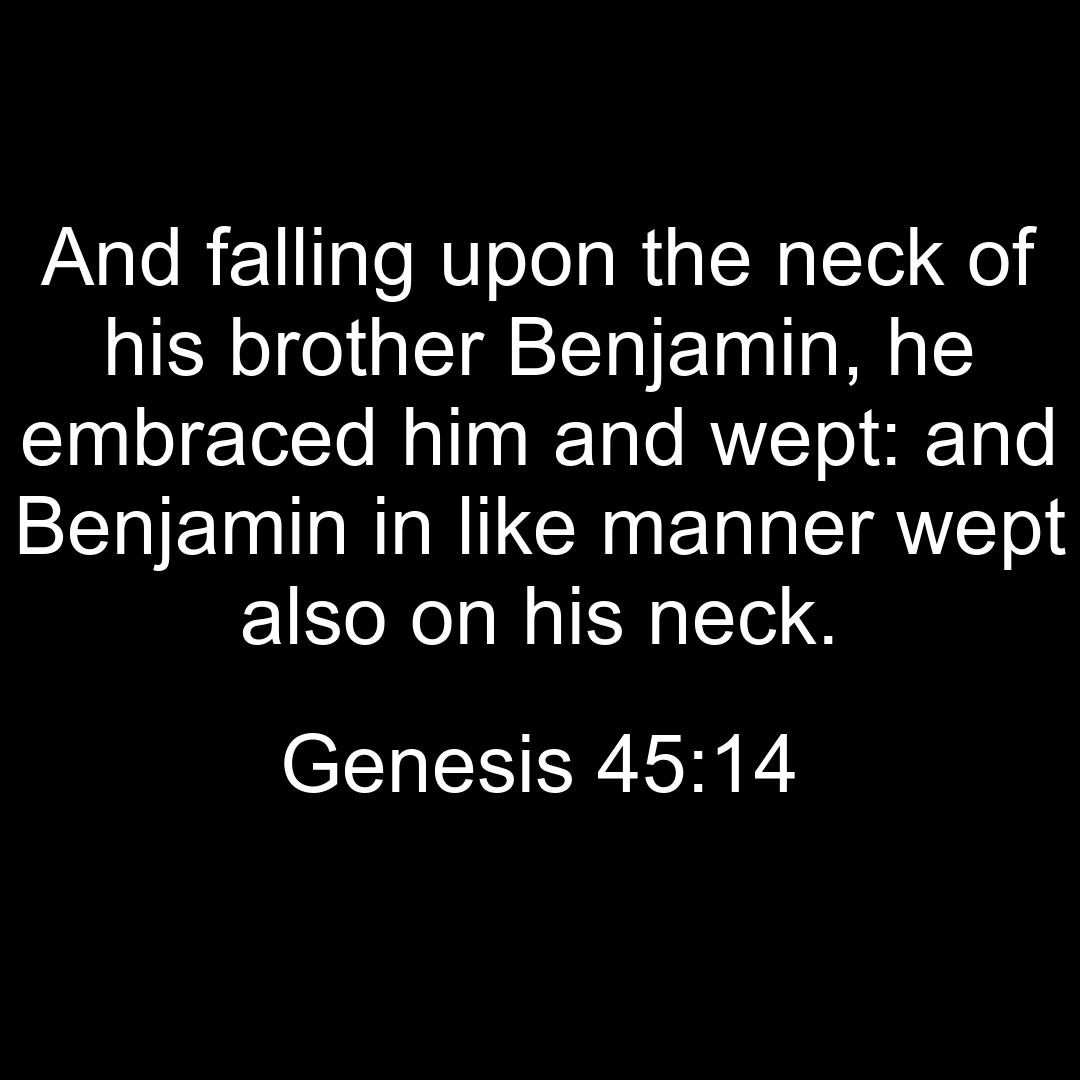 And falling upon the neck of
his brother Benjamin, he
embraced him and wept: and
Benjamin in like manner wept
also on his neck.
Genesis 45:14